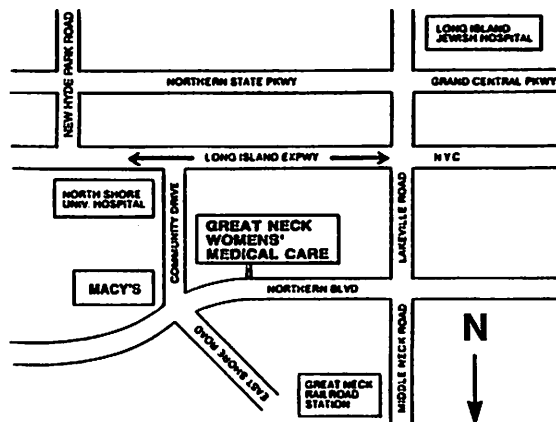 LONG ISLAND
JEWISH HOSPITAL
NEW HYDE PARK ROAD
NORTHERN STATE PKWY
GRAND CENTRAL PKWY
LONG ISLAND EXPWY
NYC
NORTH SHORE
UNIV. HOSPITAL
COMMUNITY DRIVE
GREAT NECK
WOMENS'
MEDICAL CARE
LAKEVILLE ROAD
MACY'S
NORTHERN BLVD
EAST SHORE ROAD
MIDDLE NECK ROAD
N
GREAT NECK
RAILROAD
STATION